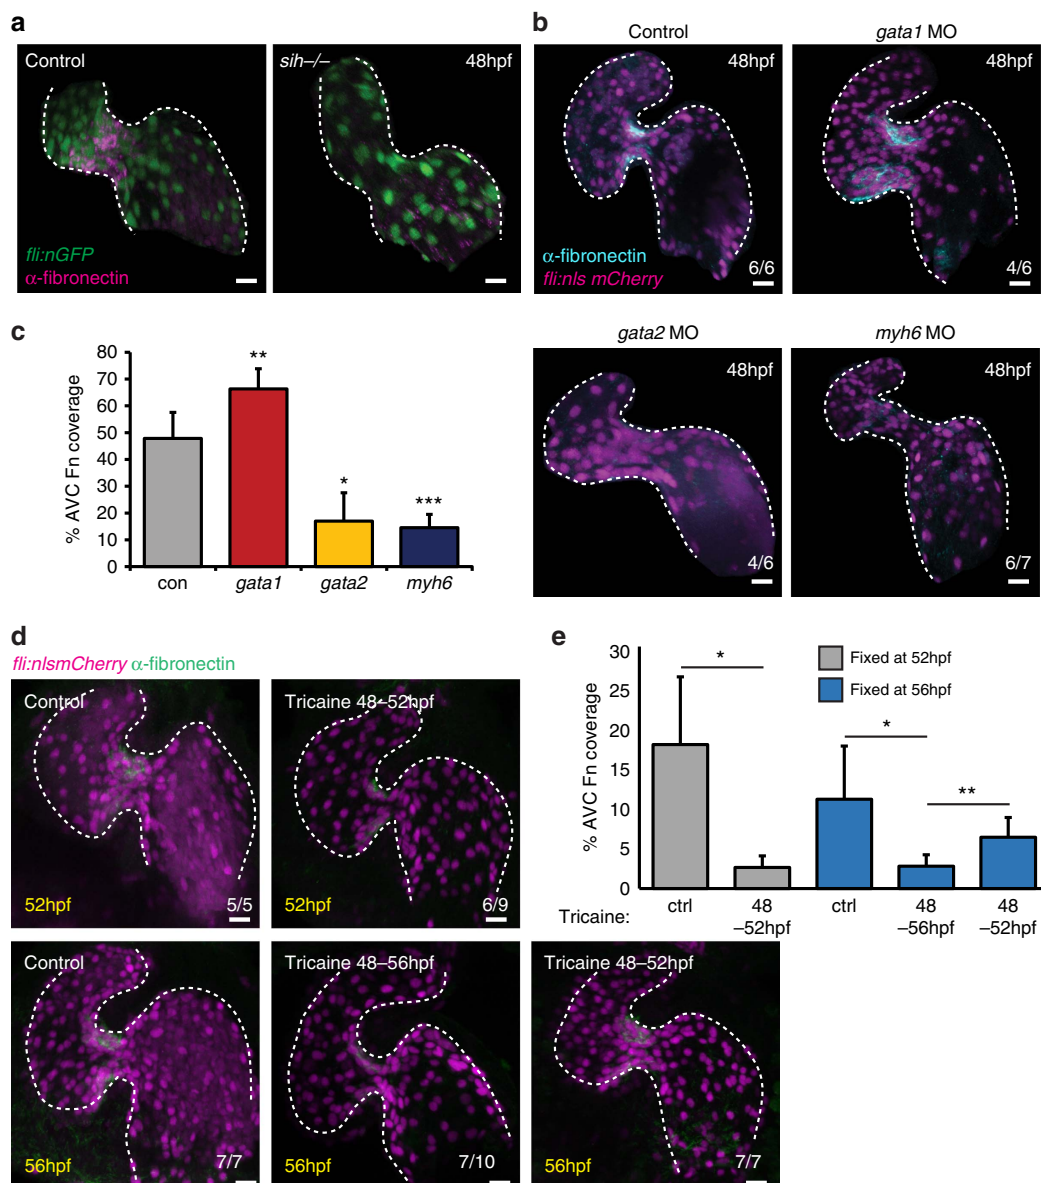 a
Control
sih–/–
48hpf
fli:nGFP
α-fibronectin
b
Control
gata1 MO
48hpf
48hpf
α-fibronectin
fli:nls mCherry
6/6
4/6
gata2 MO
myh6 MO
48hpf
48hpf
4/6
6/7
c
% AVC Fn coverage
80
70
60
50
40
30
20
10
0
**
*
***
con
gata1
gata2
myh6
d
fli:nlsmCherry α-fibronectin
Control
52hpf
5/5
Tricaine 48–52hpf
52hpf
6/9
Control
56hpf
7/7
Tricaine 48–56hpf
56hpf
7/10
Tricaine 48–52hpf
56hpf
7/7
e
% AVC Fn coverage
30
25
20
15
10
5
0
*
*
**
Fixed at 52hpf
Fixed at 56hpf
Tricaine:
ctrl
48
–52hpf
ctrl
48
–56hpf
48
–52hpf